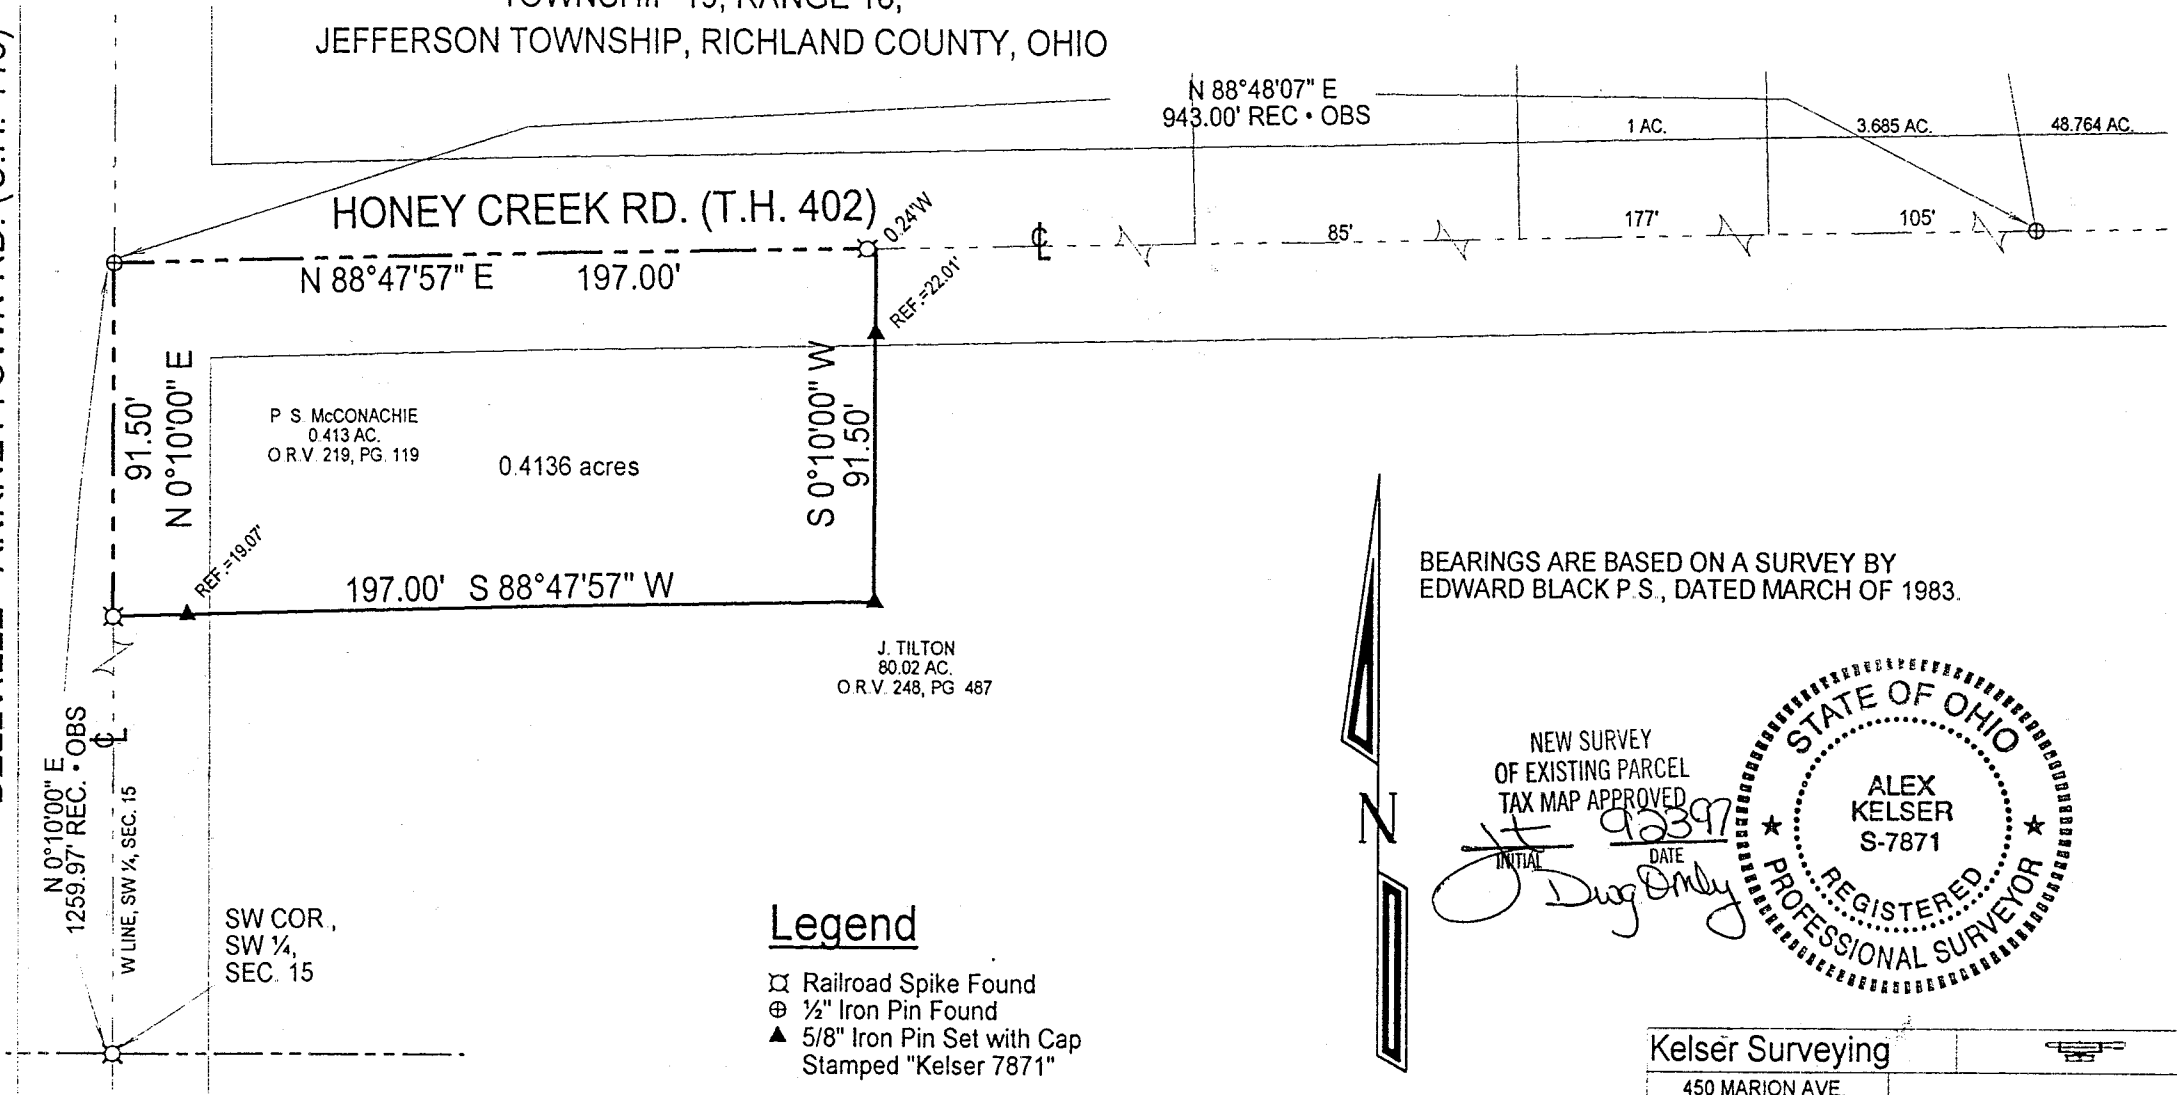 JEFFERSON TOWNSHIP, RICHLAND COUNTY, OHIO
N 88°48'07" E
943.00' REC • OBS
1 AC.
3.685 AC.
48.764 AC.
HONEY CREEK RD. (T.H. 402)
0.24'W
℄
85'
177'
105'
N 88°47'57" E 197.00'
REF.=22.01'
91.50'
N 0°10'00" E
P S. McCONACHIE
0.413 AC.
O R.V. 219, PG. 119
0.4136 acres
S 0°10'00" W
91.50'
REF.=19.07'
197.00' S 88°47'57" W
J. TILTON
80.02 AC.
O.R.V. 248, PG 487
BEARINGS ARE BASED ON A SURVEY BY
EDWARD BLACK P.S., DATED MARCH OF 1983.
N 0°10'00" E
1259.97' REC. • OBS
℄
W LINE, SW ¼, SEC. 15
SW COR.,
SW ¼,
SEC. 15
N
NEW SURVEY
OF EXISTING PARCEL
TAX MAP APPROVED
92397
INITIAL
DATE
Dwg Only
STATE OF OHIO
ALEX
KELSER
S-7871
REGISTERED
PROFESSIONAL SURVEYOR
Legend
Railroad Spike Found
½" Iron Pin Found
5/8" Iron Pin Set with Cap
Stamped "Kelser 7871"
Kelser Surveying
450 MARION AVE.